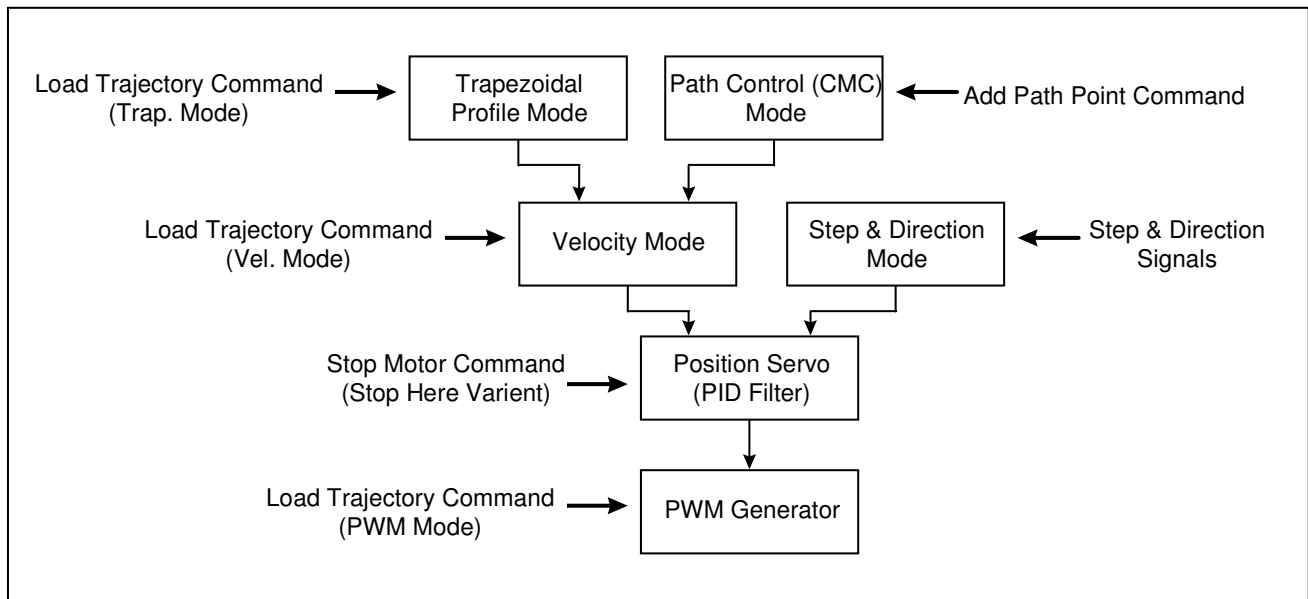 Load Trajectory Command
(Trap. Mode)
Trapezoidal
Profile Mode
Path Control (CMC)
Mode
Add Path Point Command
Load Trajectory Command
(Vel. Mode)
Velocity Mode
Step & Direction
Mode
Step & Direction
Signals
Stop Motor Command
(Stop Here Varient)
Position Servo
(PID Filter)
Load Trajectory Command
(PWM Mode)
PWM Generator